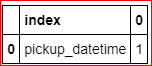 index 0
0 pickup_datetime 1